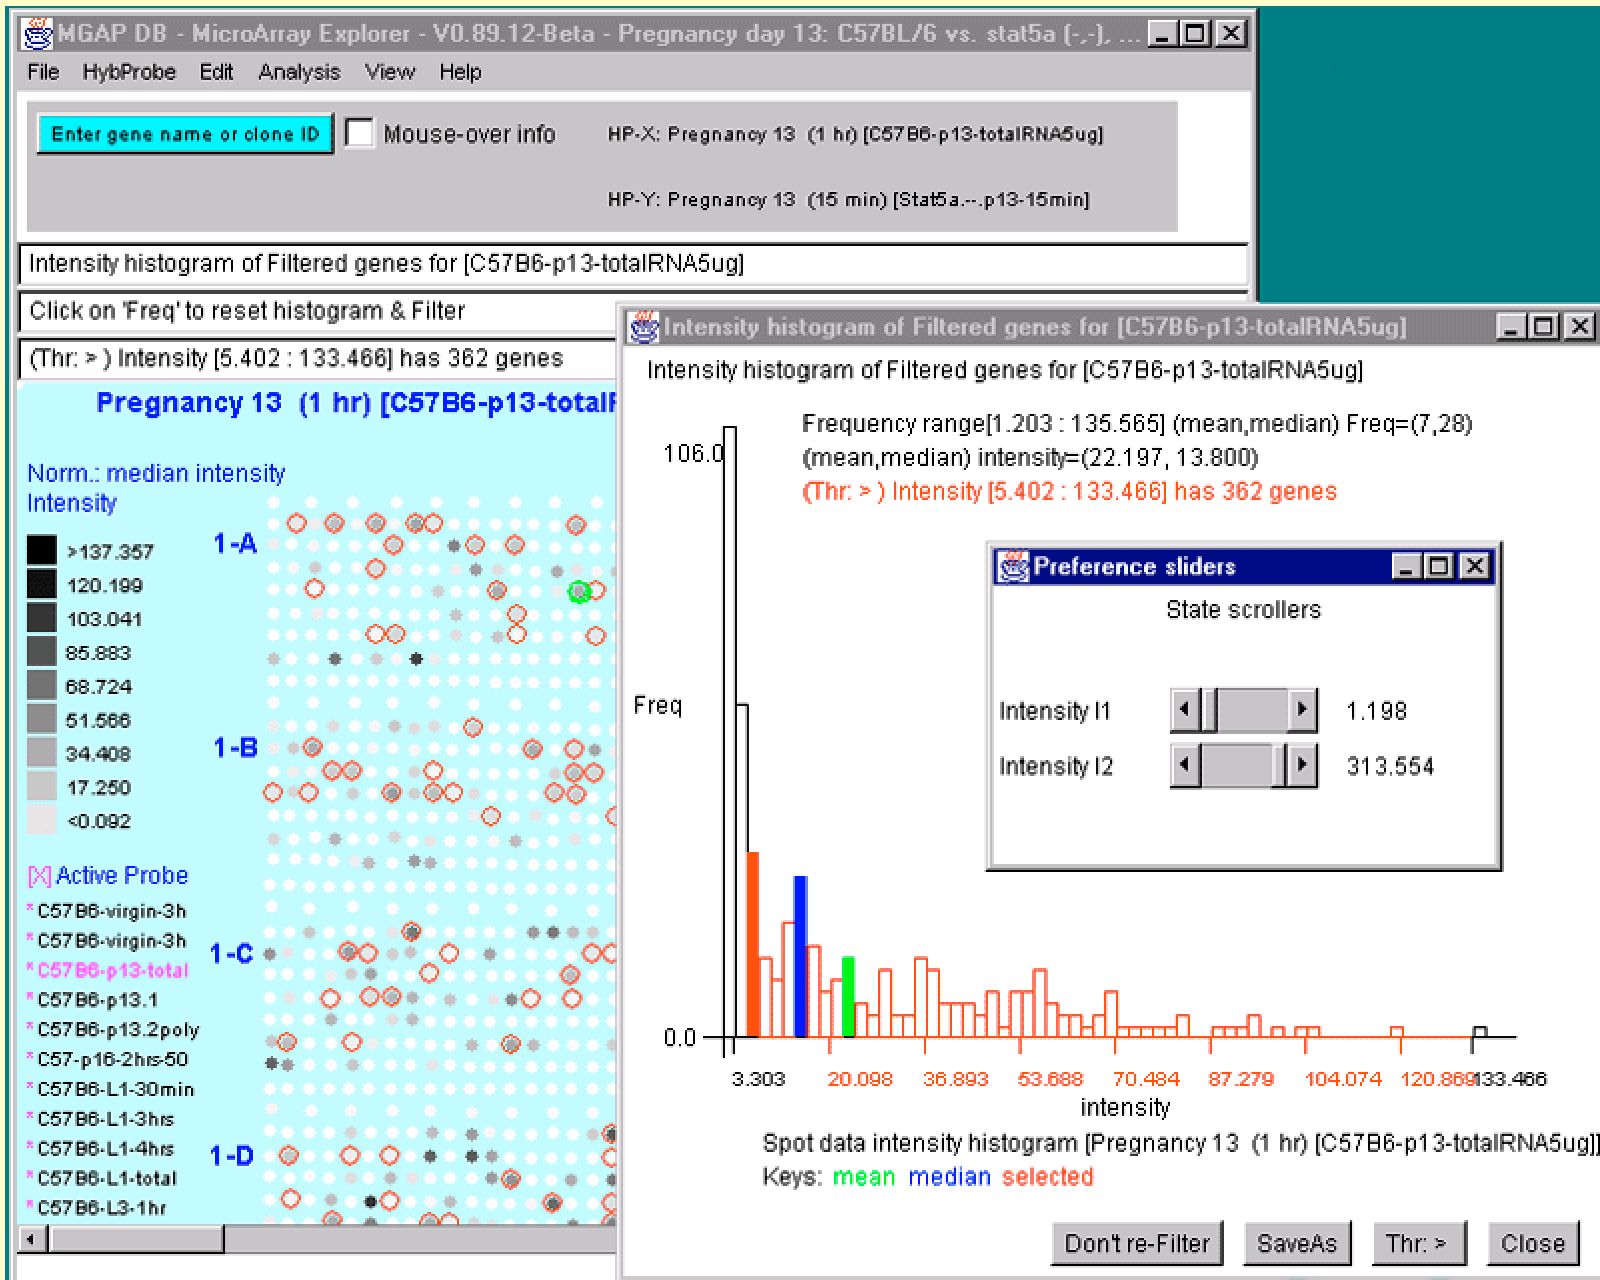 MGAP DB - MicroArray Explorer - V0.89.12-Beta - Pregnancy day 13: C57BL/6 vs. stat5a (-,-), ...
File HybProbe Edit Analysis View Help
Enter gene name or clone ID Mouse-over info HP-X: Pregnancy 13 (1 hr) [C57B6-p13-totalRNA5ug]
HP-Y: Pregnancy 13 (15 min) [Stat5a.--.p13-15min]
Intensity histogram of Filtered genes for [C57B6-p13-totalRNA5ug]
Click on 'Freq' to reset histogram & Filter
(Thr: > ) Intensity [5.402 : 133.466] has 362 genes
Pregnancy 13 (1 hr) [C57B6-p13-total
Norm.: median intensity
Intensity
>137.357
120.199
103.041
85.883
68.724
51.566
34.408
17.250
<0.092
1-A
1-B
1-C
1-D
[X] Active Probe
* C57B6-virgin-3h
* C57B6-virgin-3h
* C57B6-p13-total
* C57B6-p13.1
* C57B6-p13.2poly
* C57-p16-2hrs-50
* C57B6-L1-30min
* C57B6-L1-3hrs
* C57B6-L1-4hrs
* C57B6-L1-total
* C57B6-L3-1hr
Intensity histogram of Filtered genes for [C57B6-p13-totalRNA5ug]
Intensity histogram of Filtered genes for [C57B6-p13-totalRNA5ug]
Frequency range[1.203 : 135.565] (mean,median) Freq=(7,28)
(mean,median) intensity=(22.197, 13.800)
(Thr: > ) Intensity [5.402 : 133.466] has 362 genes
106.0
Freq
0.0
Preference sliders
State scrollers
Intensity I1 1.198
Intensity I2 313.554
3.303 20.098 36.893 53.688 70.484 87.279 104.074 120.869 133.466
intensity
Spot data intensity histogram [Pregnancy 13 (1 hr) [C57B6-p13-totalRNA5ug]]
Keys: mean median selected
Don't re-Filter SaveAs Thr: > Close